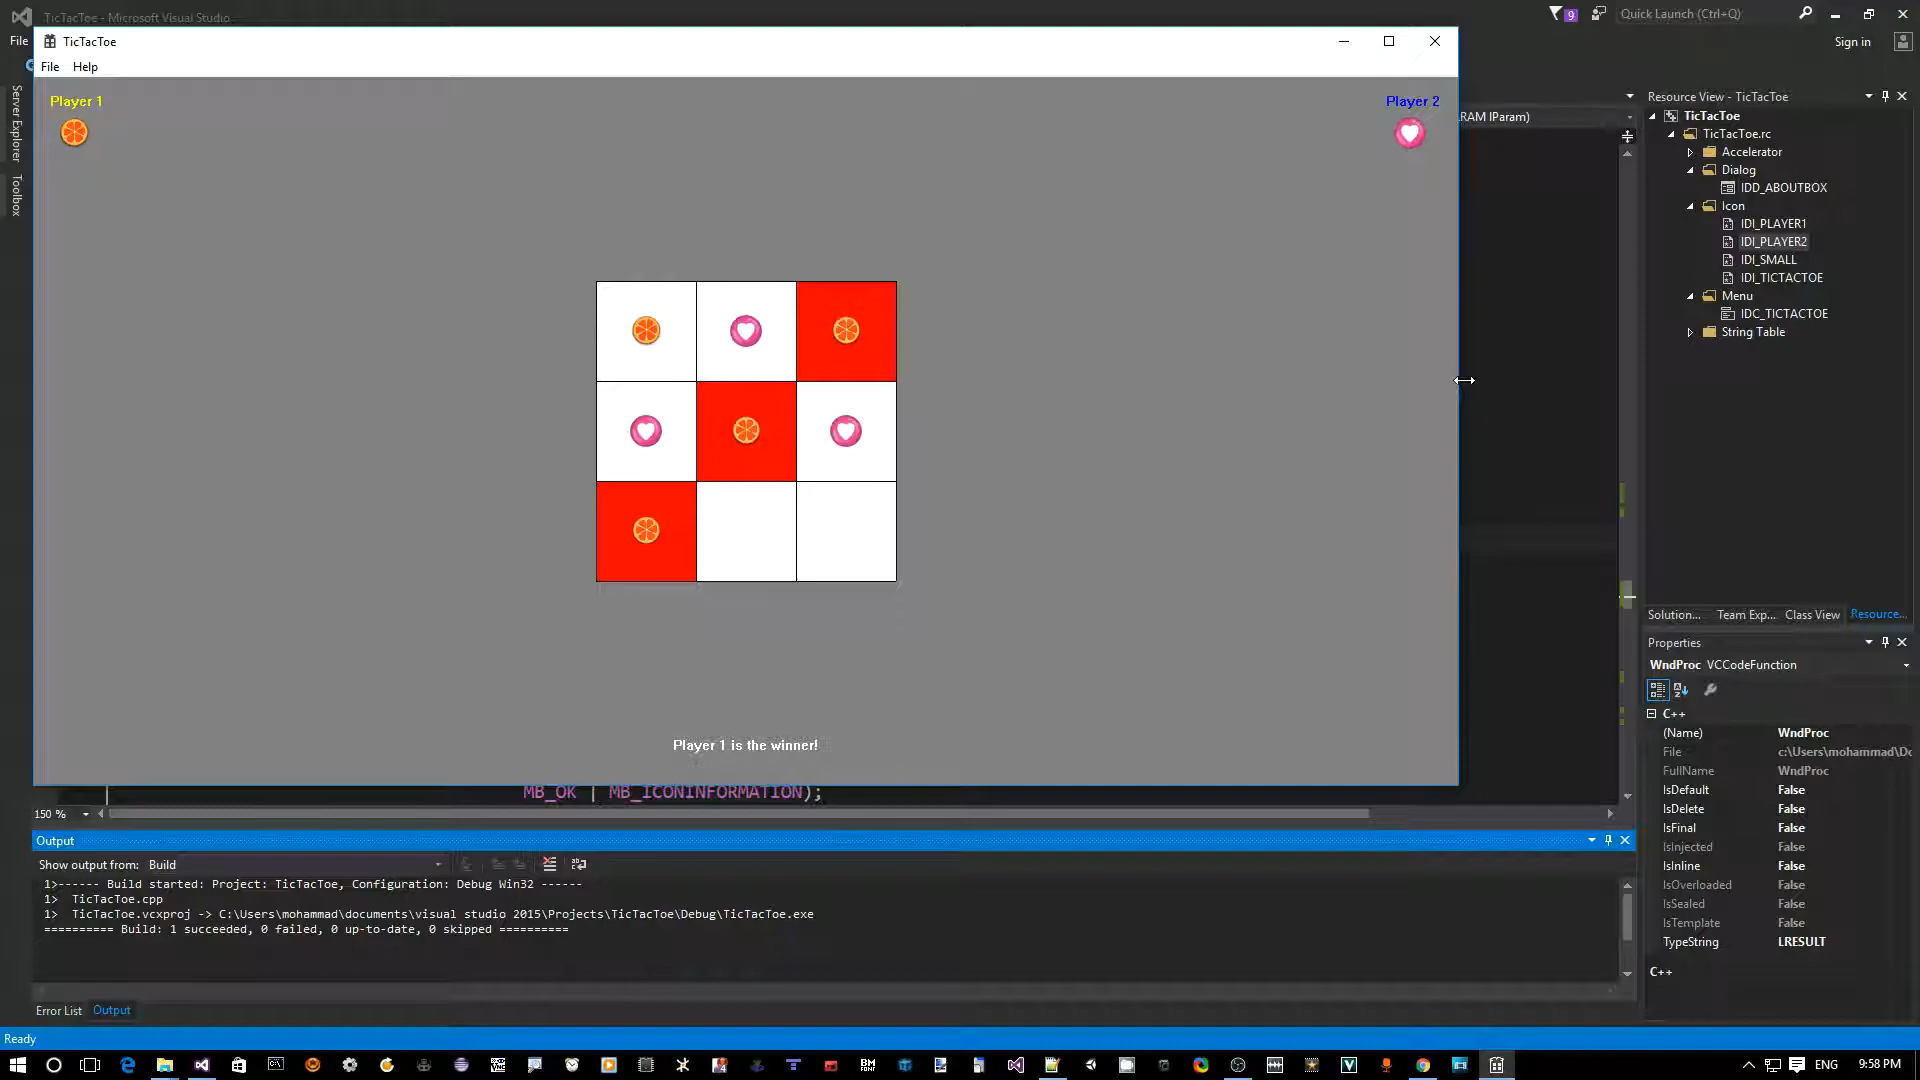 TicTacToe - Microsoft Visual Studio
9
Quick Launch (Ctrl+Q)
File
Sign in
TicTacToe
File Help
Server Explorer
Toolbox
Player 1
Player 2
Player 1 is the winner!
RAM lParam)
MB_OK | MB_ICONINFORMATION);
150 %
Resource View - TicTacToe
TicTacToe
TicTacToe.rc
Accelerator
Dialog
IDD_ABOUTBOX
Icon
IDI_PLAYER1
IDI_PLAYER2
IDI_SMALL
IDI_TICTACTOE
Menu
IDC_TICTACTOE
String Table
Solution... Team Exp... Class View Resource...
Properties
WndProc VCCodeFunction
C++
(Name) WndProc
File c:\Users\mohammad\Do
FullName WndProc
IsDefault False
IsDelete False
IsFinal False
IsInjected False
IsInline False
IsOverloaded False
IsSealed False
IsTemplate False
TypeString LRESULT
C++
Output
Show output from: Build
1>------ Build started: Project: TicTacToe, Configuration: Debug Win32 ------
1> TicTacToe.cpp
1> TicTacToe.vcxproj -> C:\Users\mohammad\documents\visual studio 2015\Projects\TicTacToe\Debug\TicTacToe.exe
========== Build: 1 succeeded, 0 failed, 0 up-to-date, 0 skipped ==========
Error List Output
Ready
ENG 9:58 PM